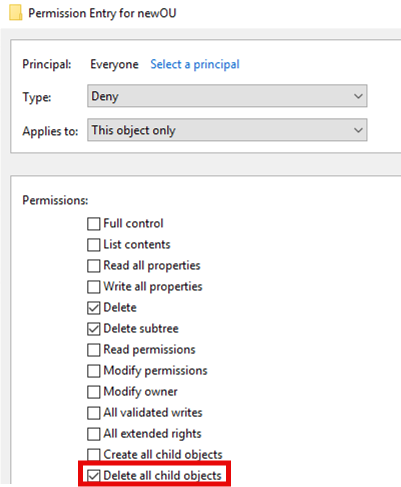 Permission Entry for newOU
Principal: Everyone Select a principal
Type: Deny
Applies to: This object only
Permissions:
Full control
List contents
Read all properties
Write all properties
Delete
Delete subtree
Read permissions
Modify permissions
Modify owner
All validated writes
All extended rights
Create all child objects
Delete all child objects